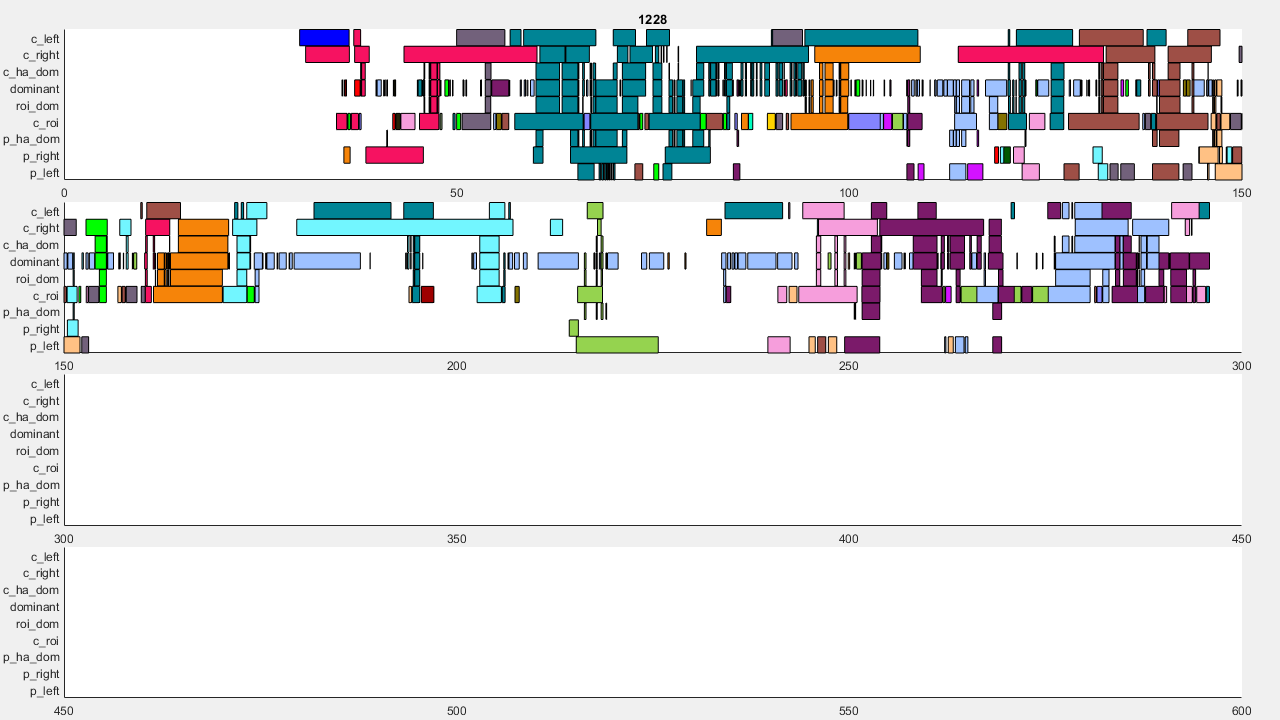 1228
c_left
c_right
c_ha_dom
dominant
roi_dom
c_roi
p_ha_dom
p_right
p_left
0 50 100 150
c_left
c_right
c_ha_dom
dominant
roi_dom
c_roi
p_ha_dom
p_right
p_left
150 200 250 300
c_left
c_right
c_ha_dom
dominant
roi_dom
c_roi
p_ha_dom
p_right
p_left
300 350 400 450
c_left
c_right
c_ha_dom
dominant
roi_dom
c_roi
p_ha_dom
p_right
p_left
450 500 550 600